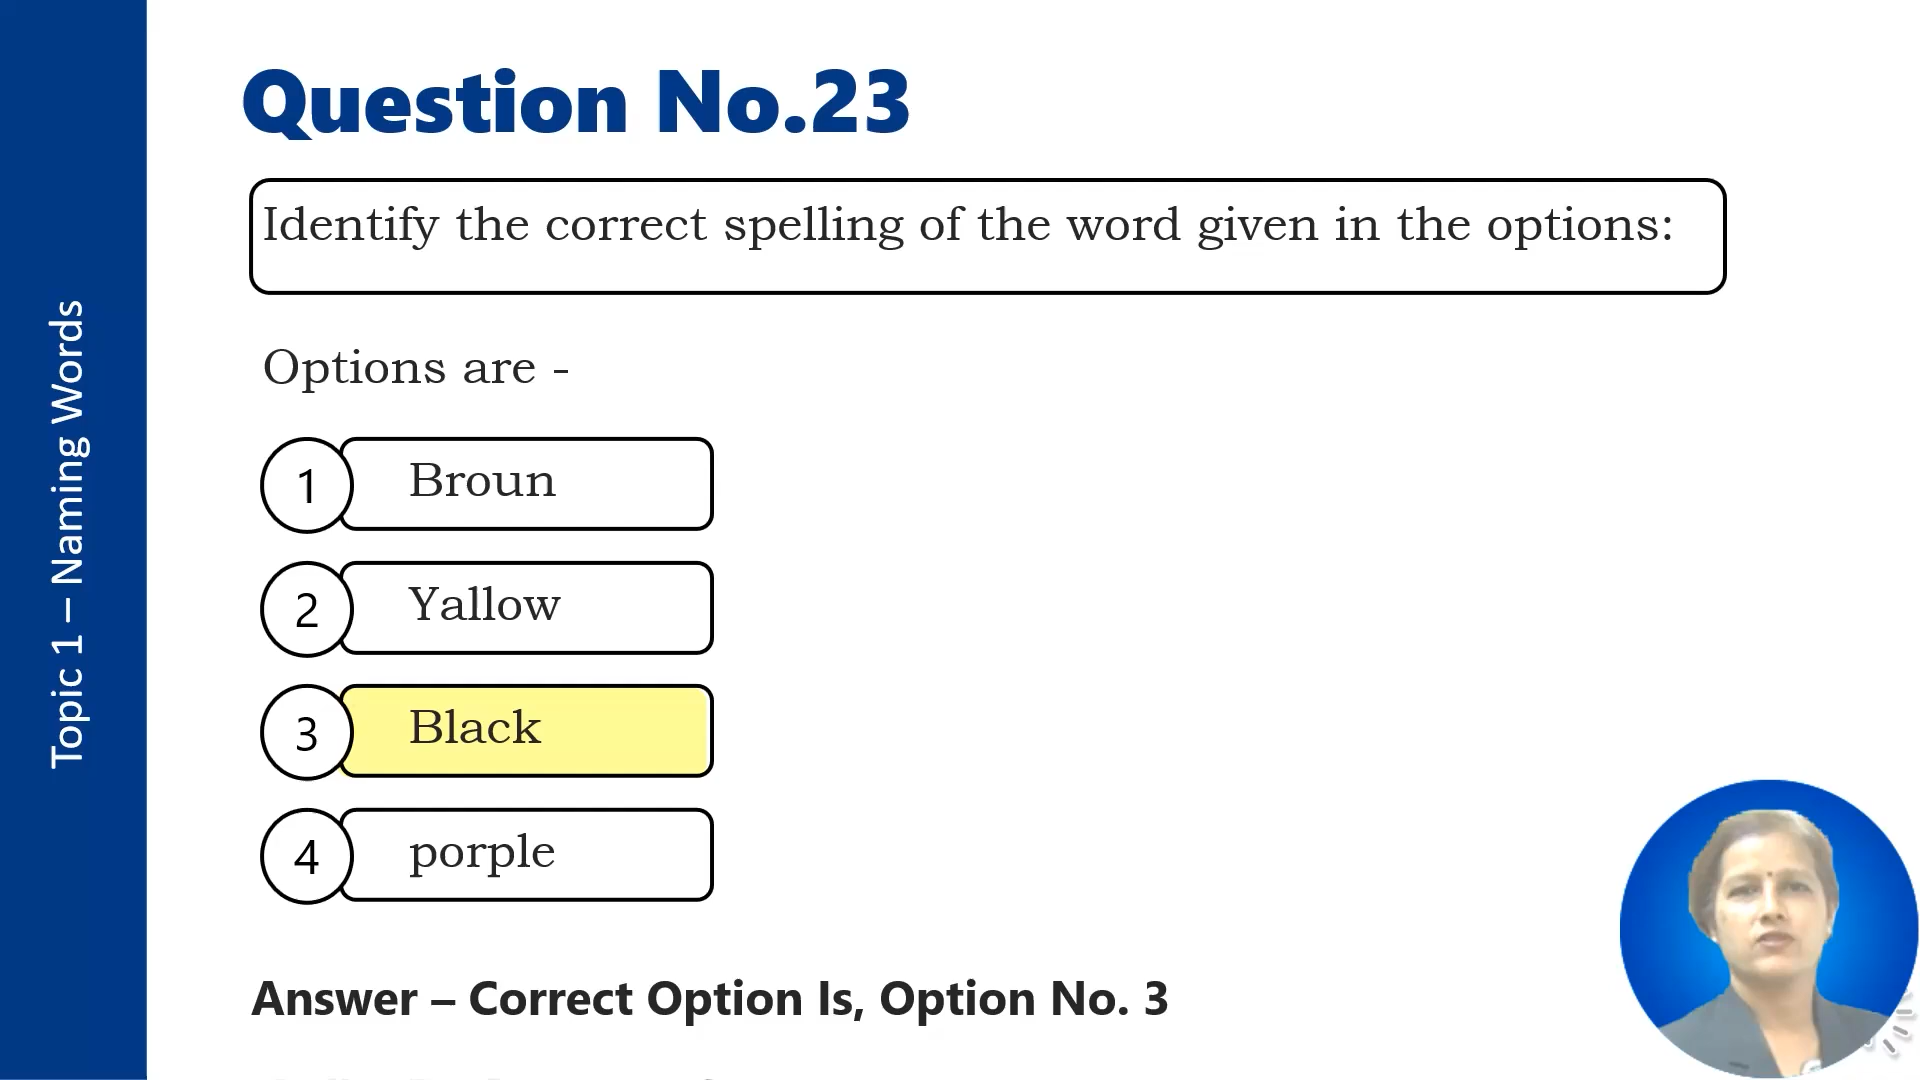 Topic 1 – Naming Words
Question No.23
Identify the correct spelling of the word given in the options:
Options are -
1 Broun
2 Yallow
3 Black
4 porple
Answer – Correct Option Is, Option No. 3